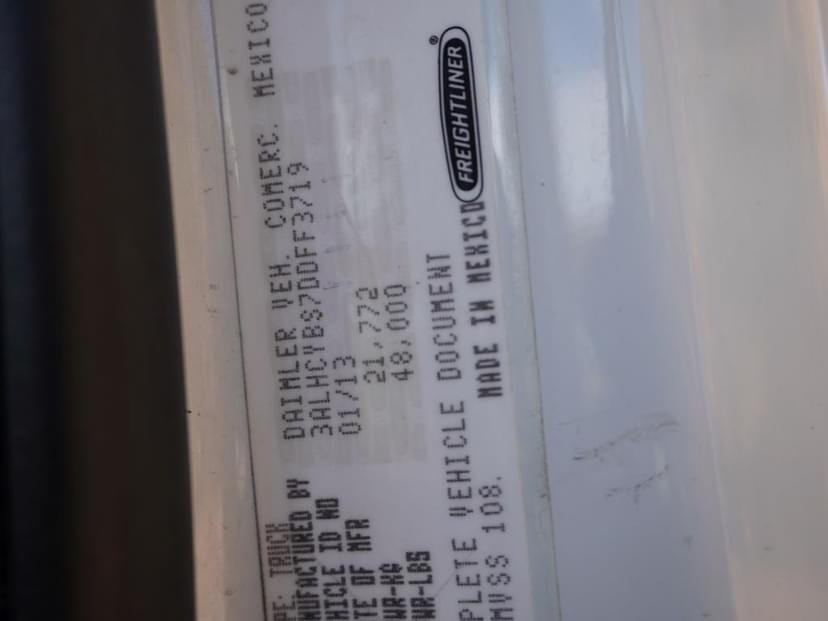 PE: TRUCK
NUFACTURED BY DAIMLER VEH. COMERC. MEXICO
HICLE ID NO 3ALHCYBS7DDFF3719
TE OF MFR 01/13
WR-KG 21,772
WR-LBS 48,000
PLETE VEHICLE DOCUMENT
MVSS 108. MADE IN MEXICO
FREIGHTLINER®